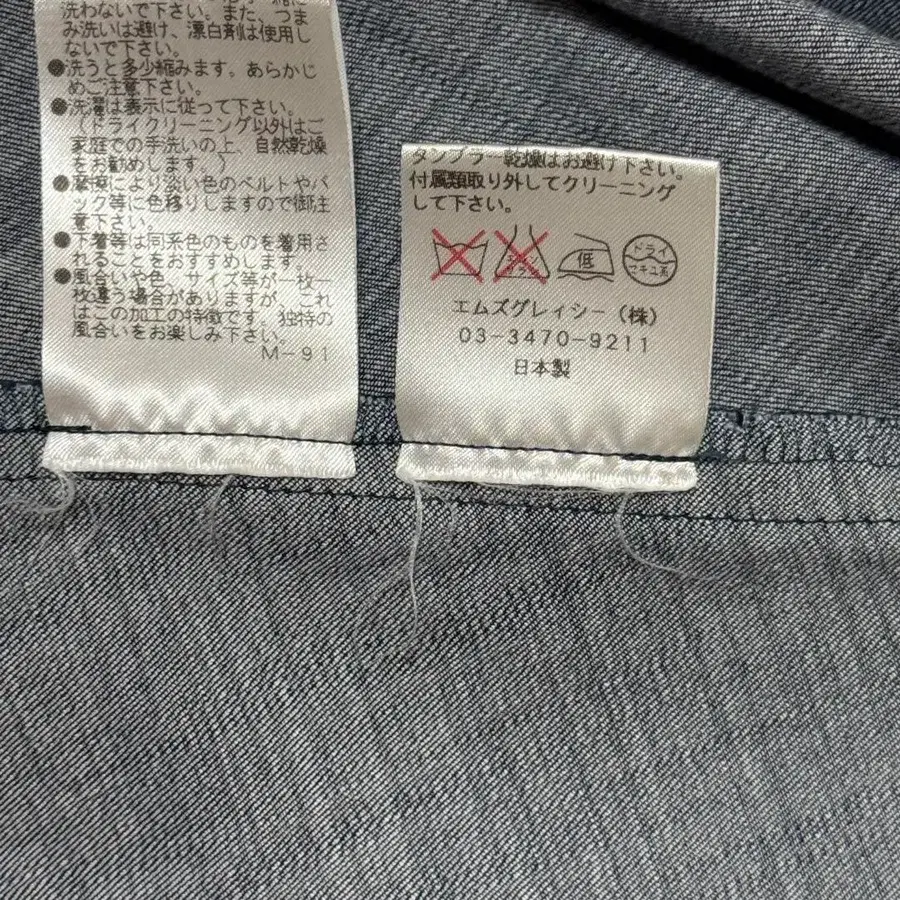 洗わないで下さい。また、つま
み洗いは避け、漂白剤は使用し
ないで下さい。
●洗うと多少縮みます。あらかじ
めご注意下さい。
●洗濯は表示に従って下さい。
(ドライクリーニング以外はご
家庭での手洗いの上、自然乾燥
をお勧めします。)
●摩擦により淡い色のベルトやバ
ック等に色移りしますので御注
意下さい。
●下着等は同系色のものを着用さ
れることをおすすめします。
●風合いや色、サイズ等が一枚一
枚違う場合がありますが、これ
はこの加工の特徴です。独特の
風合いをお楽しみ下さい。
M-91
タンブラー乾燥はお避け下さい。
付属類取り外してクリーニング
して下さい。
エンソ サラシ 低 ドライ
セキユ系
エムズグレイシー(株)
03-3470-9211
日本製